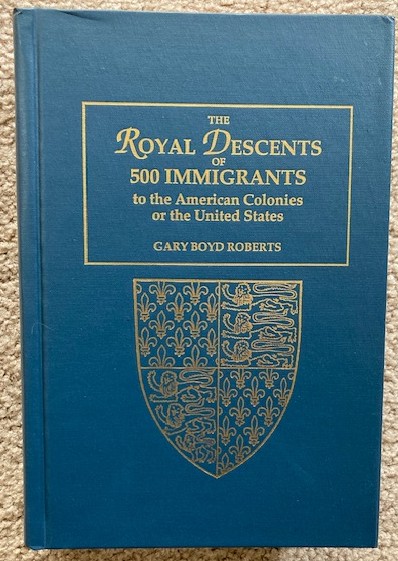 THE
ROYAL DESCENTS
OF
500 IMMIGRANTS
to the American Colonies
or the United States
GARY BOYD ROBERTS